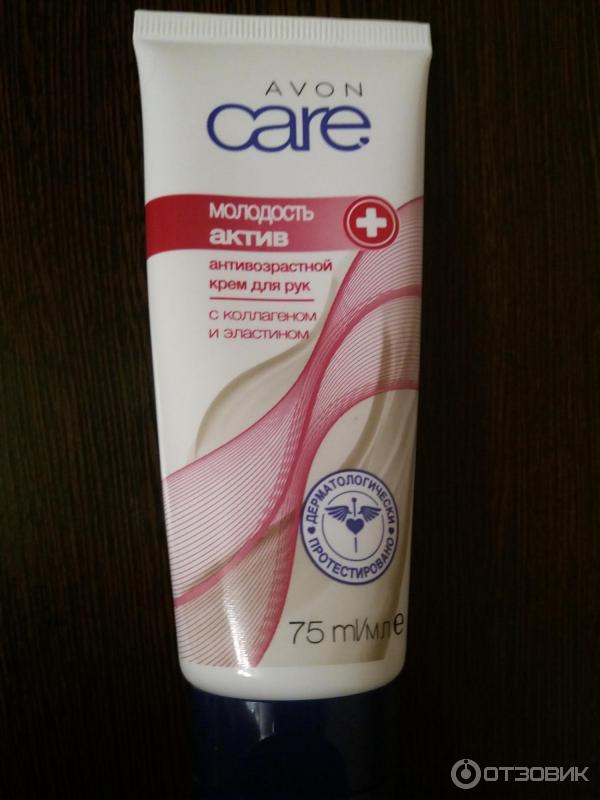 AVON
care
МОЛОДОСТЬ
АКТИВ
антивозрастной
крем для рук
с коллагеном
и эластином
ДЕРМАТОЛОГИЧЕСКИ
ПРОТЕСТИРОВАНО
75 ml/мл e
ОТЗОВИК